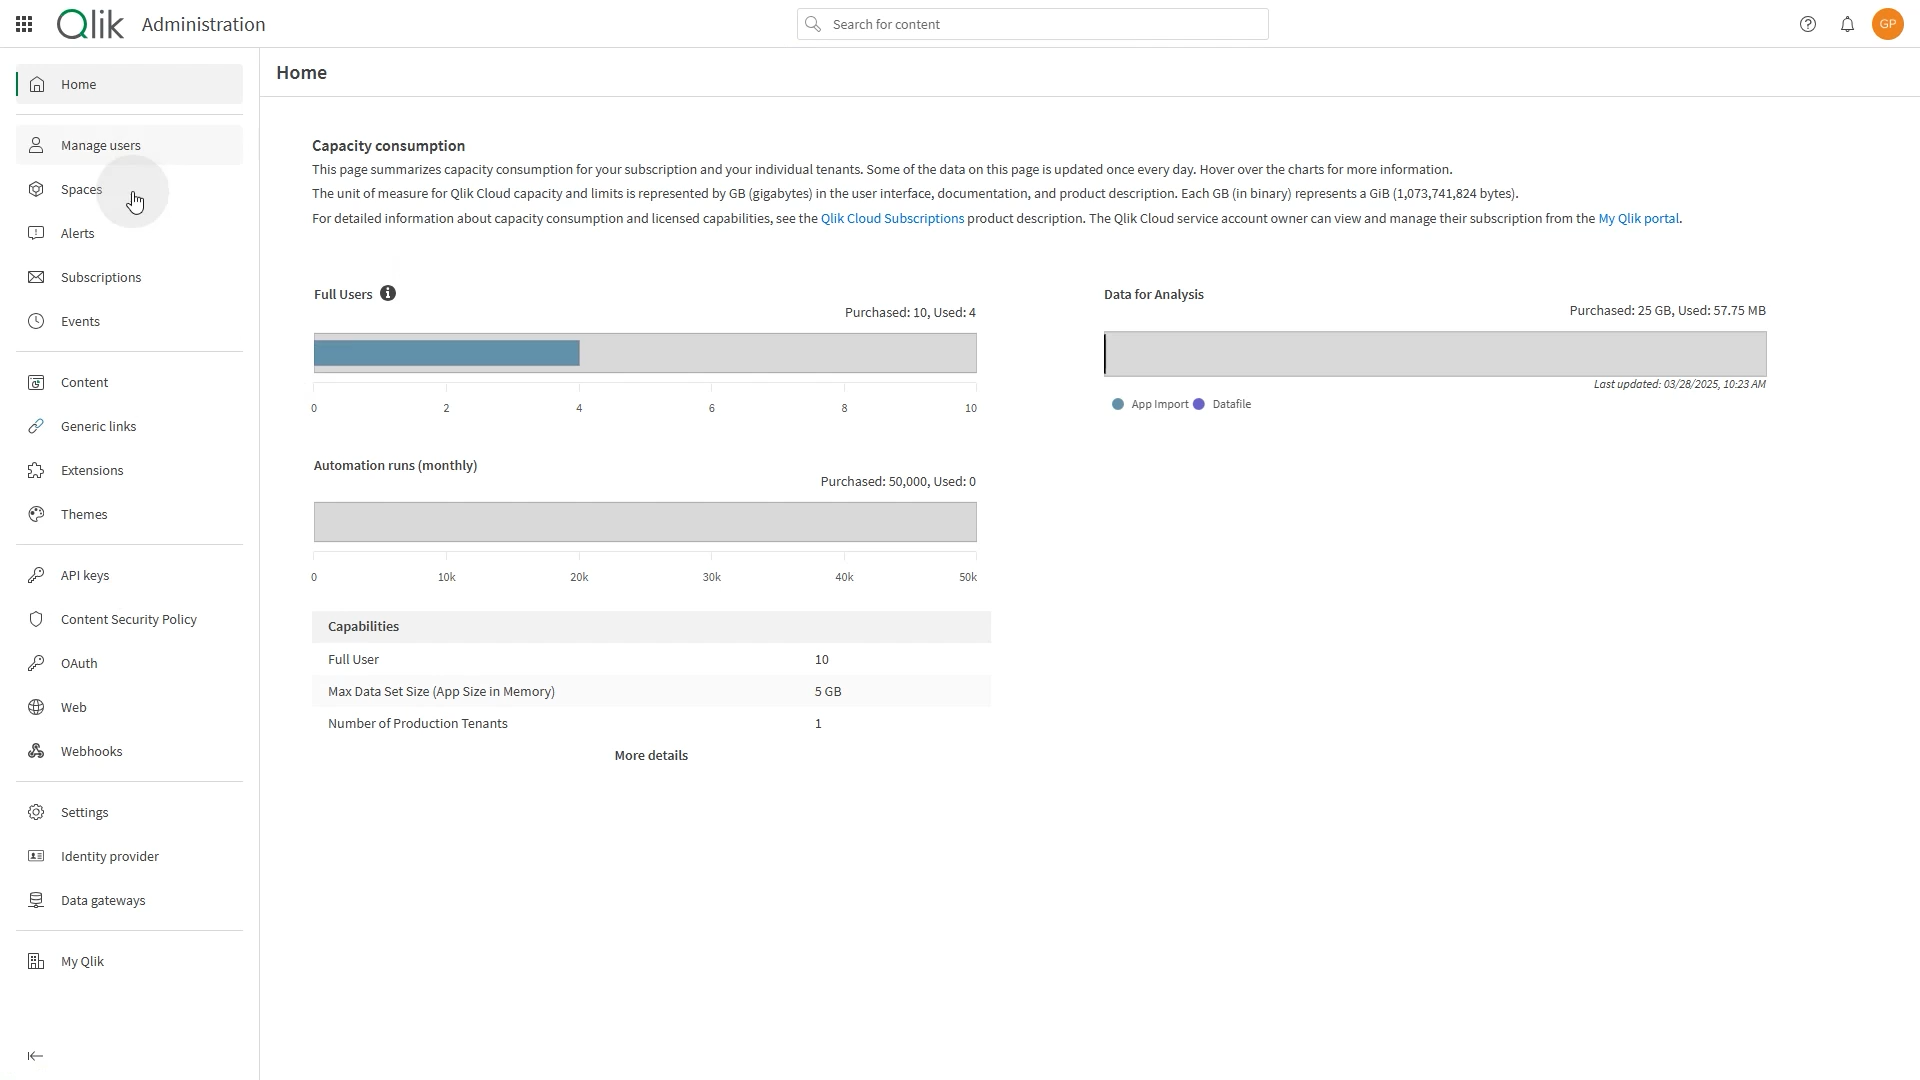 Qlik Administration
Search for content
GP
Home
Manage users
Spaces
Alerts
Subscriptions
Events
Content
Generic links
Extensions
Themes
API keys
Content Security Policy
OAuth
Web
Webhooks
Settings
Identity provider
Data gateways
My Qlik
Home
Capacity consumption
This page summarizes capacity consumption for your subscription and your individual tenants. Some of the data on this page is updated once every day. Hover over the charts for more information.
The unit of measure for Qlik Cloud capacity and limits is represented by GB (gigabytes) in the user interface, documentation, and product description. Each GB (in binary) represents a GiB (1,073,741,824 bytes).
For detailed information about capacity consumption and licensed capabilities, see the Qlik Cloud Subscriptions product description. The Qlik Cloud service account owner can view and manage their subscription from the My Qlik portal.
Full Users
Purchased: 10, Used: 4
0 2 4 6 8 10
Data for Analysis
Purchased: 25 GB, Used: 57.75 MB
Last updated: 03/28/2025, 10:23 AM
App Import Datafile
Automation runs (monthly)
Purchased: 50,000, Used: 0
0 10k 20k 30k 40k 50k
Capabilities
Full User 10
Max Data Set Size (App Size in Memory) 5 GB
Number of Production Tenants 1
More details